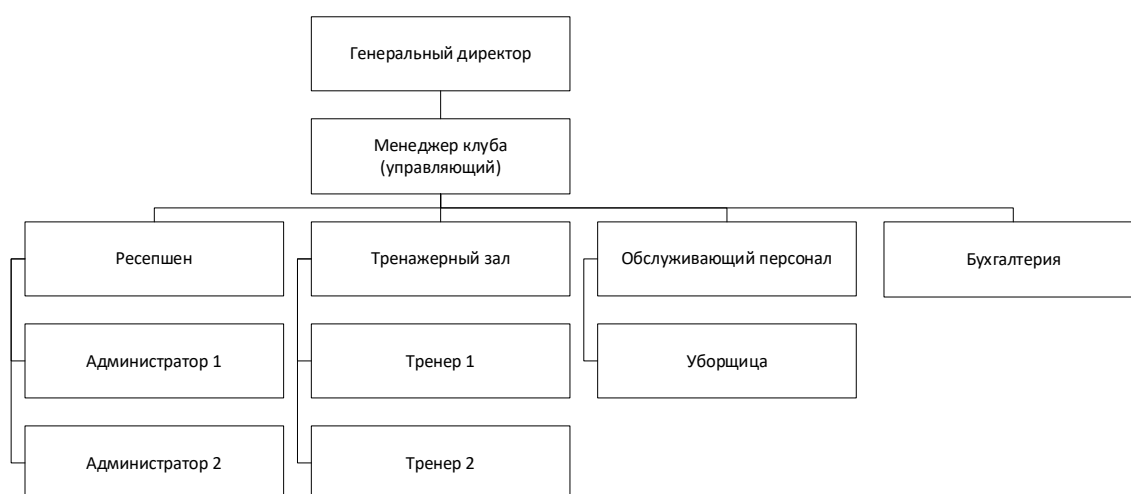 Генеральный директор
Менеджер клуба
(управляющий)
Ресепшен
Тренажерный зал
Обслуживающий персонал
Бухгалтерия
Администратор 1
Тренер 1
Уборщица
Администратор 2
Тренер 2